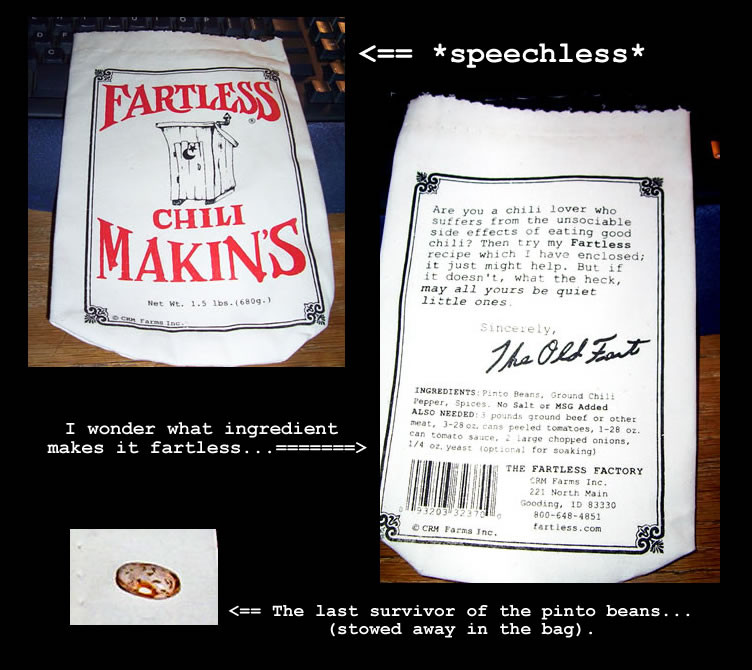 <== *speechless*
FARTLESS
®
CHILI
MAKIN'S
Net Wt. 1.5 lbs.(680g.)
© CRM Farms Inc.
Are you a chili lover who
suffers from the unsociable
side effects of eating good
chili? Then try my Fartless
recipe which I have enclosed;
it just might help. But if
it doesn't, what the heck,
may all yours be quiet
little ones.
Sincerely,
The Old Fart
INGREDIENTS: Pinto Beans, Ground Chili
Pepper, Spices. No Salt or MSG Added
ALSO NEEDED: 3 pounds ground beef or other
meat, 3-28 oz. cans peeled tomatoes, 1-28 oz.
can tomato sauce, 2 large chopped onions,
1/4 oz. yeast (optional for soaking)
THE FARTLESS FACTORY
CRM Farms Inc.
221 North Main
Gooding, ID 83330
800-648-4851
fartless.com
0 93203 32370 6
© CRM Farms Inc.
I wonder what ingredient
makes it fartless...=======>
<== The last survivor of the pinto beans...
(stowed away in the bag).